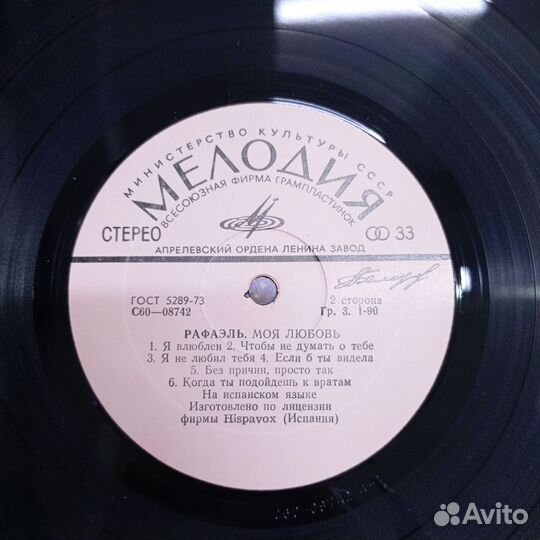 МИНИСТЕРСТВО КУЛЬТУРЫ СССР
МЕЛОДИЯ
ВСЕСОЮЗНАЯ ФИРМА ГРАМПЛАСТИНОК
СТЕРЕО
33
АПРЕЛЕВСКИЙ ОРДЕНА ЛЕНИНА ЗАВОД
ГОСТ 5289-73
2 сторона
С60—08742
Гр. 3. 1-90
РАФАЭЛЬ. МОЯ ЛЮБОВЬ
1. Я влюблен 2. Чтобы не думать о тебе
3. Я не любил тебя 4. Если б ты видела
5. Без причин, просто так
6. Когда ты подойдешь к вратам
На испанском языке
Изготовлено по лицензии
фирмы Hispavox (Испания)
Avito